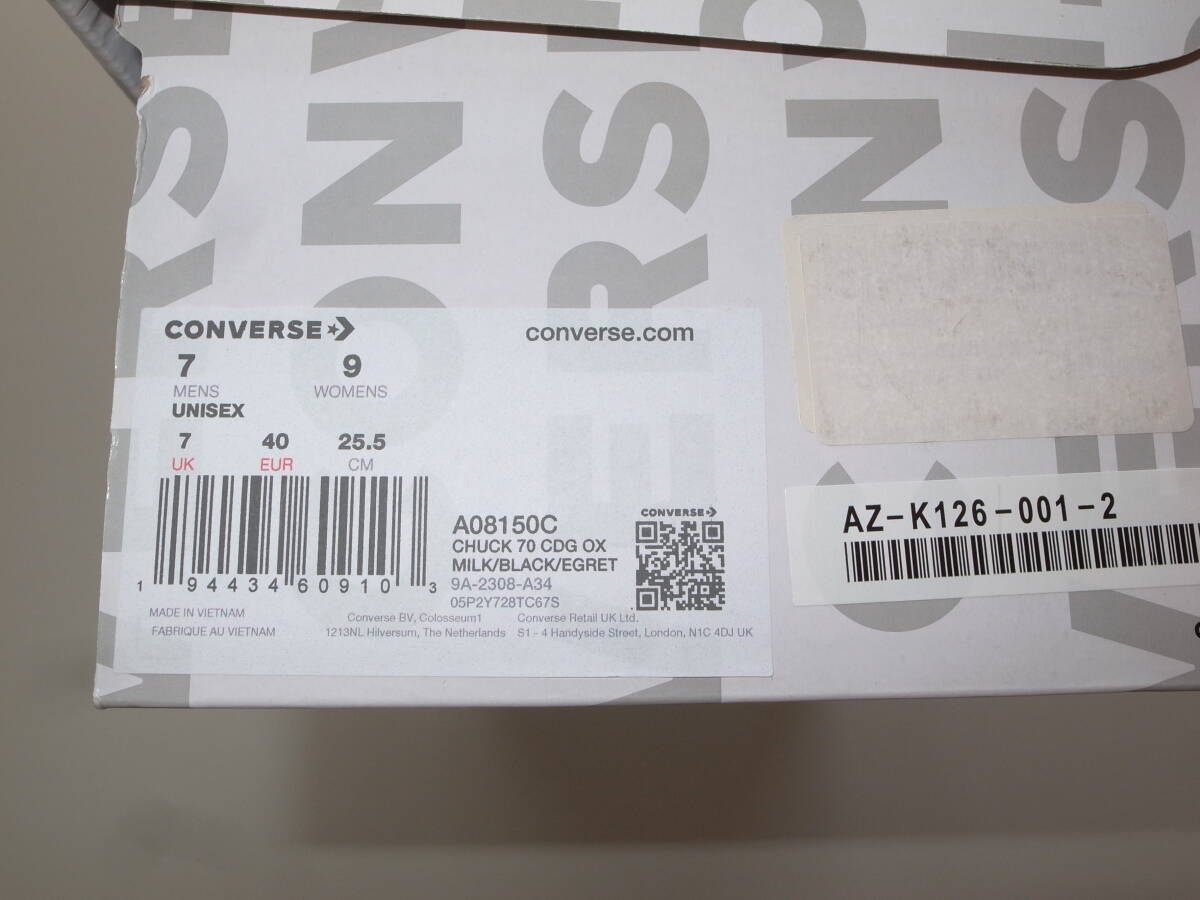 CONVERSE
converse.com
7 9
MENS WOMENS
UNISEX
7 40 25.5
UK EUR CM
1 94434 60910 3
A08150C
CHUCK 70 CDG OX
MILK/BLACK/EGRET
9A-2308-A34
05P2Y728TC67S
CONVERSE
MADE IN VIETNAM
FABRIQUE AU VIETNAM
Converse BV, Colosseum1
1213NL Hilversum, The Netherlands
Converse Retail UK Ltd.
S1 - 4 Handyside Street, London, N1C 4DJ UK
AZ-K126-001-2